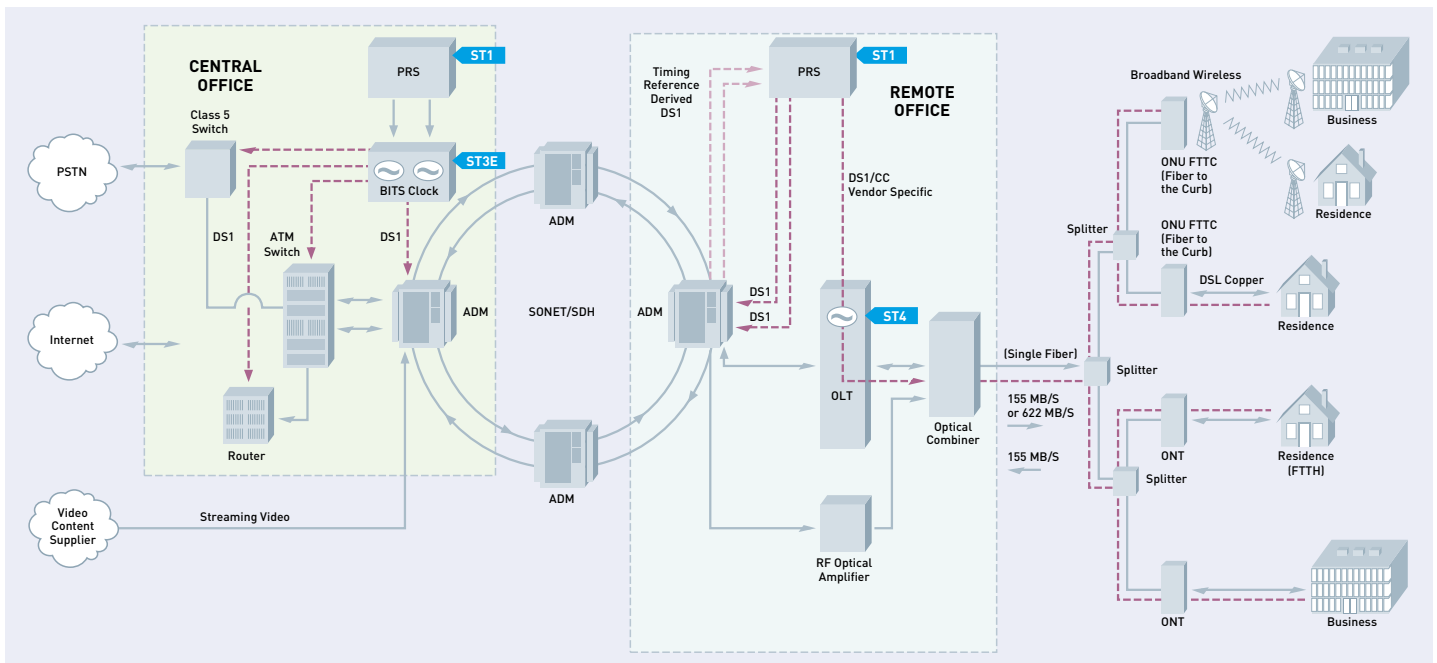 CENTRAL
OFFICE
PRS
ST1
Class 5
Switch
PSTN
ST3E
BITS Clock
DS1
ATM
Switch
DS1
ADM
Internet
Router
Video
Content
Supplier
Streaming Video
ADM
SONET/SDH
ADM
Timing
Reference
Derived
DS1
PRS
ST1
REMOTE
OFFICE
DS1/CC
Vendor Specific
ADM
DS1
DS1
ST4
OLT
Optical
Combiner
RF Optical
Amplifier
(Single Fiber)
155 MB/S
or 622 MB/S
155 MB/S
Broadband Wireless
Business
ONU FTTC
(Fiber to
the Curb)
Residence
Splitter
ONU FTTC
(Fiber to
the Curb)
DSL Copper
Residence
Splitter
ONT
Residence
(FTTH)
Splitter
ONT
Business